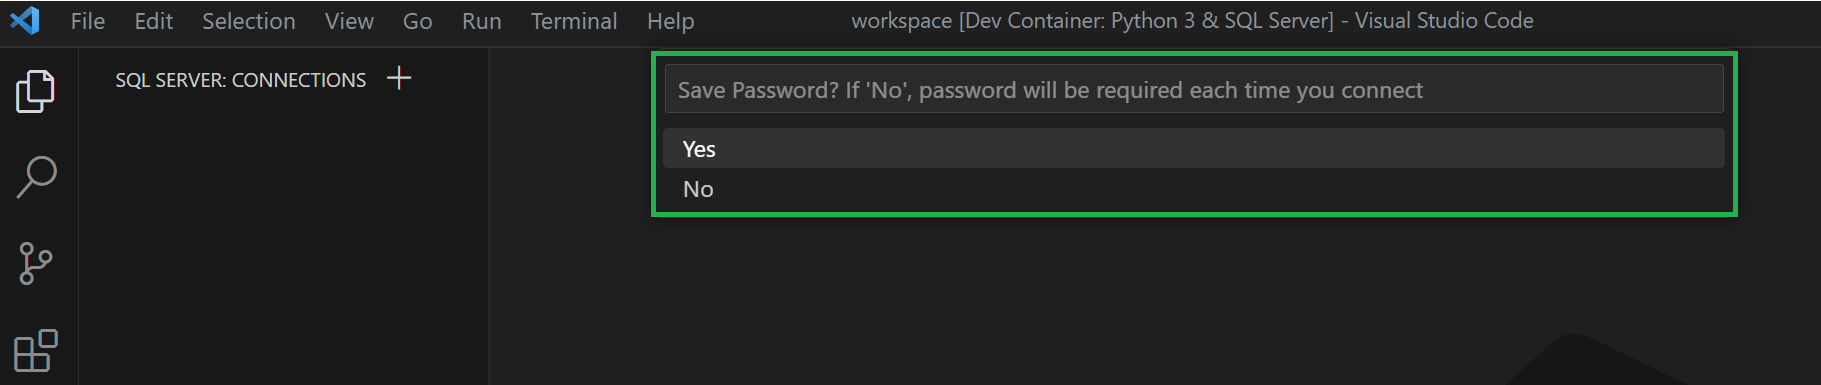 File Edit Selection View Go Run Terminal Help workspace [Dev Container: Python 3 & SQL Server] - Visual Studio Code
SQL SERVER: CONNECTIONS +
Save Password? If 'No', password will be required each time you connect
Yes
No